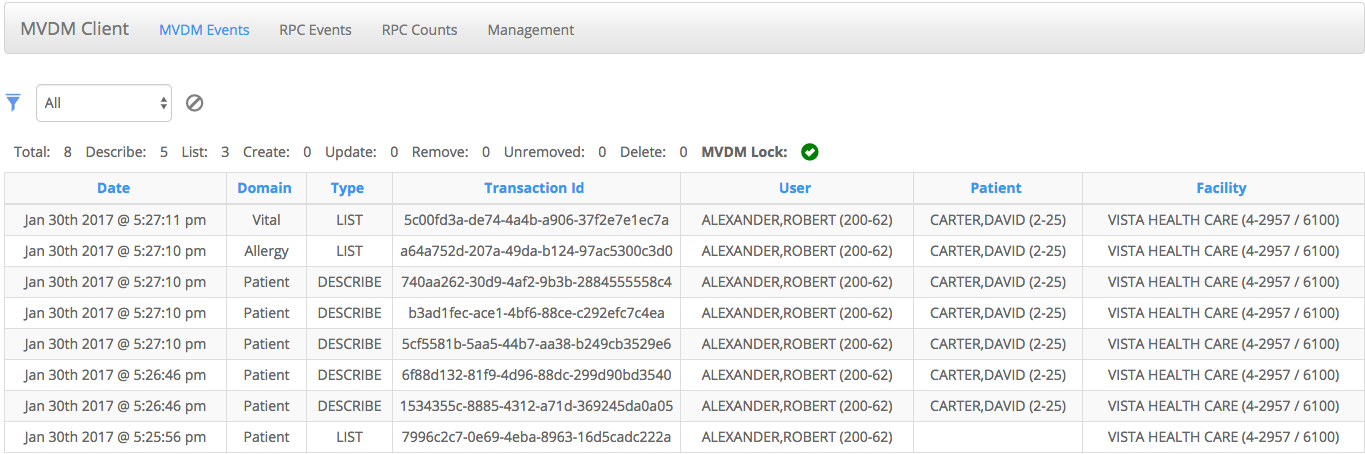 MVDM Client MVDM Events RPC Events RPC Counts Management
All
Total: 8 Describe: 5 List: 3 Create: 0 Update: 0 Remove: 0 Unremoved: 0 Delete: 0 MVDM Lock:
Date Domain Type Transaction Id User Patient Facility
Jan 30th 2017 @ 5:27:11 pm Vital LIST 5c00fd3a-de74-4a4b-a906-37f2e7e1ec7a ALEXANDER,ROBERT (200-62) CARTER,DAVID (2-25) VISTA HEALTH CARE (4-2957 / 6100)
Jan 30th 2017 @ 5:27:10 pm Allergy LIST a64a752d-207a-49da-b124-97ac5300c3d0 ALEXANDER,ROBERT (200-62) CARTER,DAVID (2-25) VISTA HEALTH CARE (4-2957 / 6100)
Jan 30th 2017 @ 5:27:10 pm Patient DESCRIBE 740aa262-30d9-4af2-9b3b-2884555558c4 ALEXANDER,ROBERT (200-62) CARTER,DAVID (2-25) VISTA HEALTH CARE (4-2957 / 6100)
Jan 30th 2017 @ 5:27:10 pm Patient DESCRIBE b3ad1fec-ace1-4bf6-88ce-c292efc7c4ea ALEXANDER,ROBERT (200-62) CARTER,DAVID (2-25) VISTA HEALTH CARE (4-2957 / 6100)
Jan 30th 2017 @ 5:27:10 pm Patient DESCRIBE 5cf5581b-5aa5-44b7-aa38-b249cb3529e6 ALEXANDER,ROBERT (200-62) CARTER,DAVID (2-25) VISTA HEALTH CARE (4-2957 / 6100)
Jan 30th 2017 @ 5:26:46 pm Patient DESCRIBE 6f88d132-81f9-4d96-88dc-299d90bd3540 ALEXANDER,ROBERT (200-62) CARTER,DAVID (2-25) VISTA HEALTH CARE (4-2957 / 6100)
Jan 30th 2017 @ 5:26:46 pm Patient DESCRIBE 1534355c-8885-4312-a71d-369245da0a05 ALEXANDER,ROBERT (200-62) CARTER,DAVID (2-25) VISTA HEALTH CARE (4-2957 / 6100)
Jan 30th 2017 @ 5:25:56 pm Patient LIST 7996c2c7-0e69-4eba-8963-16d5cadc222a ALEXANDER,ROBERT (200-62) VISTA HEALTH CARE (4-2957 / 6100)